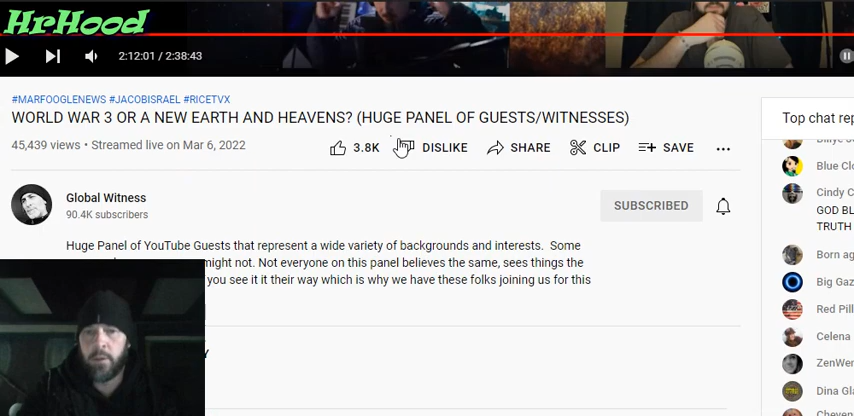 HrHood
2:12:01 / 2:38:43
#MARFOOGLENEWS #JACOBISRAEL #RICETVX
WORLD WAR 3 OR A NEW EARTH AND HEAVENS? (HUGE PANEL OF GUESTS/WITNESSES)
45,439 views • Streamed live on Mar 6, 2022
3.8K DISLIKE SHARE CLIP SAVE
Global Witness
90.4K subscribers
SUBSCRIBED
Huge Panel of YouTube Guests that represent a wide variety of backgrounds and interests. Some
might not. Not everyone on this panel believes the same, sees things the
you see it it their way which is why we have these folks joining us for this
Y
Top chat rep
Blue Clo
Cindy C
GOD BL
TRUTH
Born ag
Big Gaz
Red Pill
Celena
ZenWer
Dina Gla